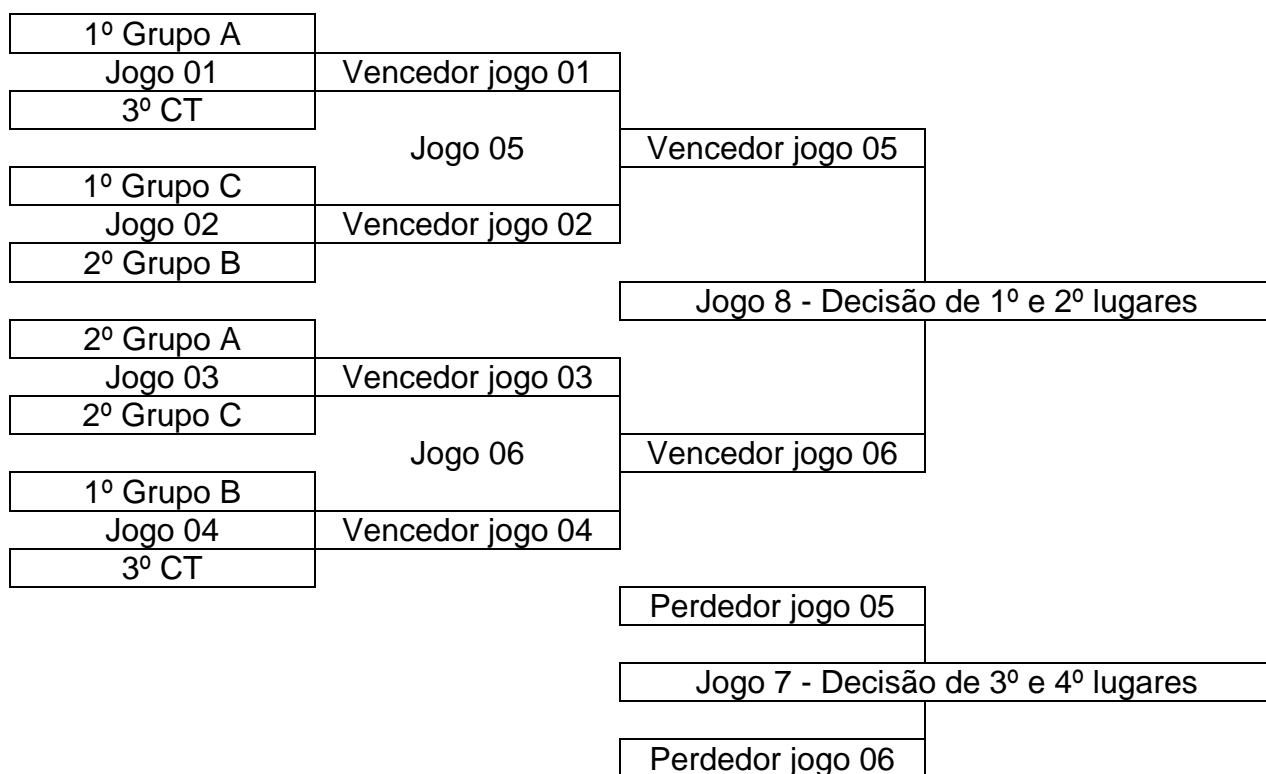 1º Grupo A
Jogo 01
Vencedor jogo 01
3º CT
Jogo 05
Vencedor jogo 05
1º Grupo C
Jogo 02
Vencedor jogo 02
2º Grupo B
Jogo 8 - Decisão de 1º e 2º lugares
2º Grupo A
Jogo 03
Vencedor jogo 03
2º Grupo C
Jogo 06
Vencedor jogo 06
1º Grupo B
Jogo 04
Vencedor jogo 04
3º CT
Perdedor jogo 05
Jogo 7 - Decisão de 3º e 4º lugares
Perdedor jogo 06